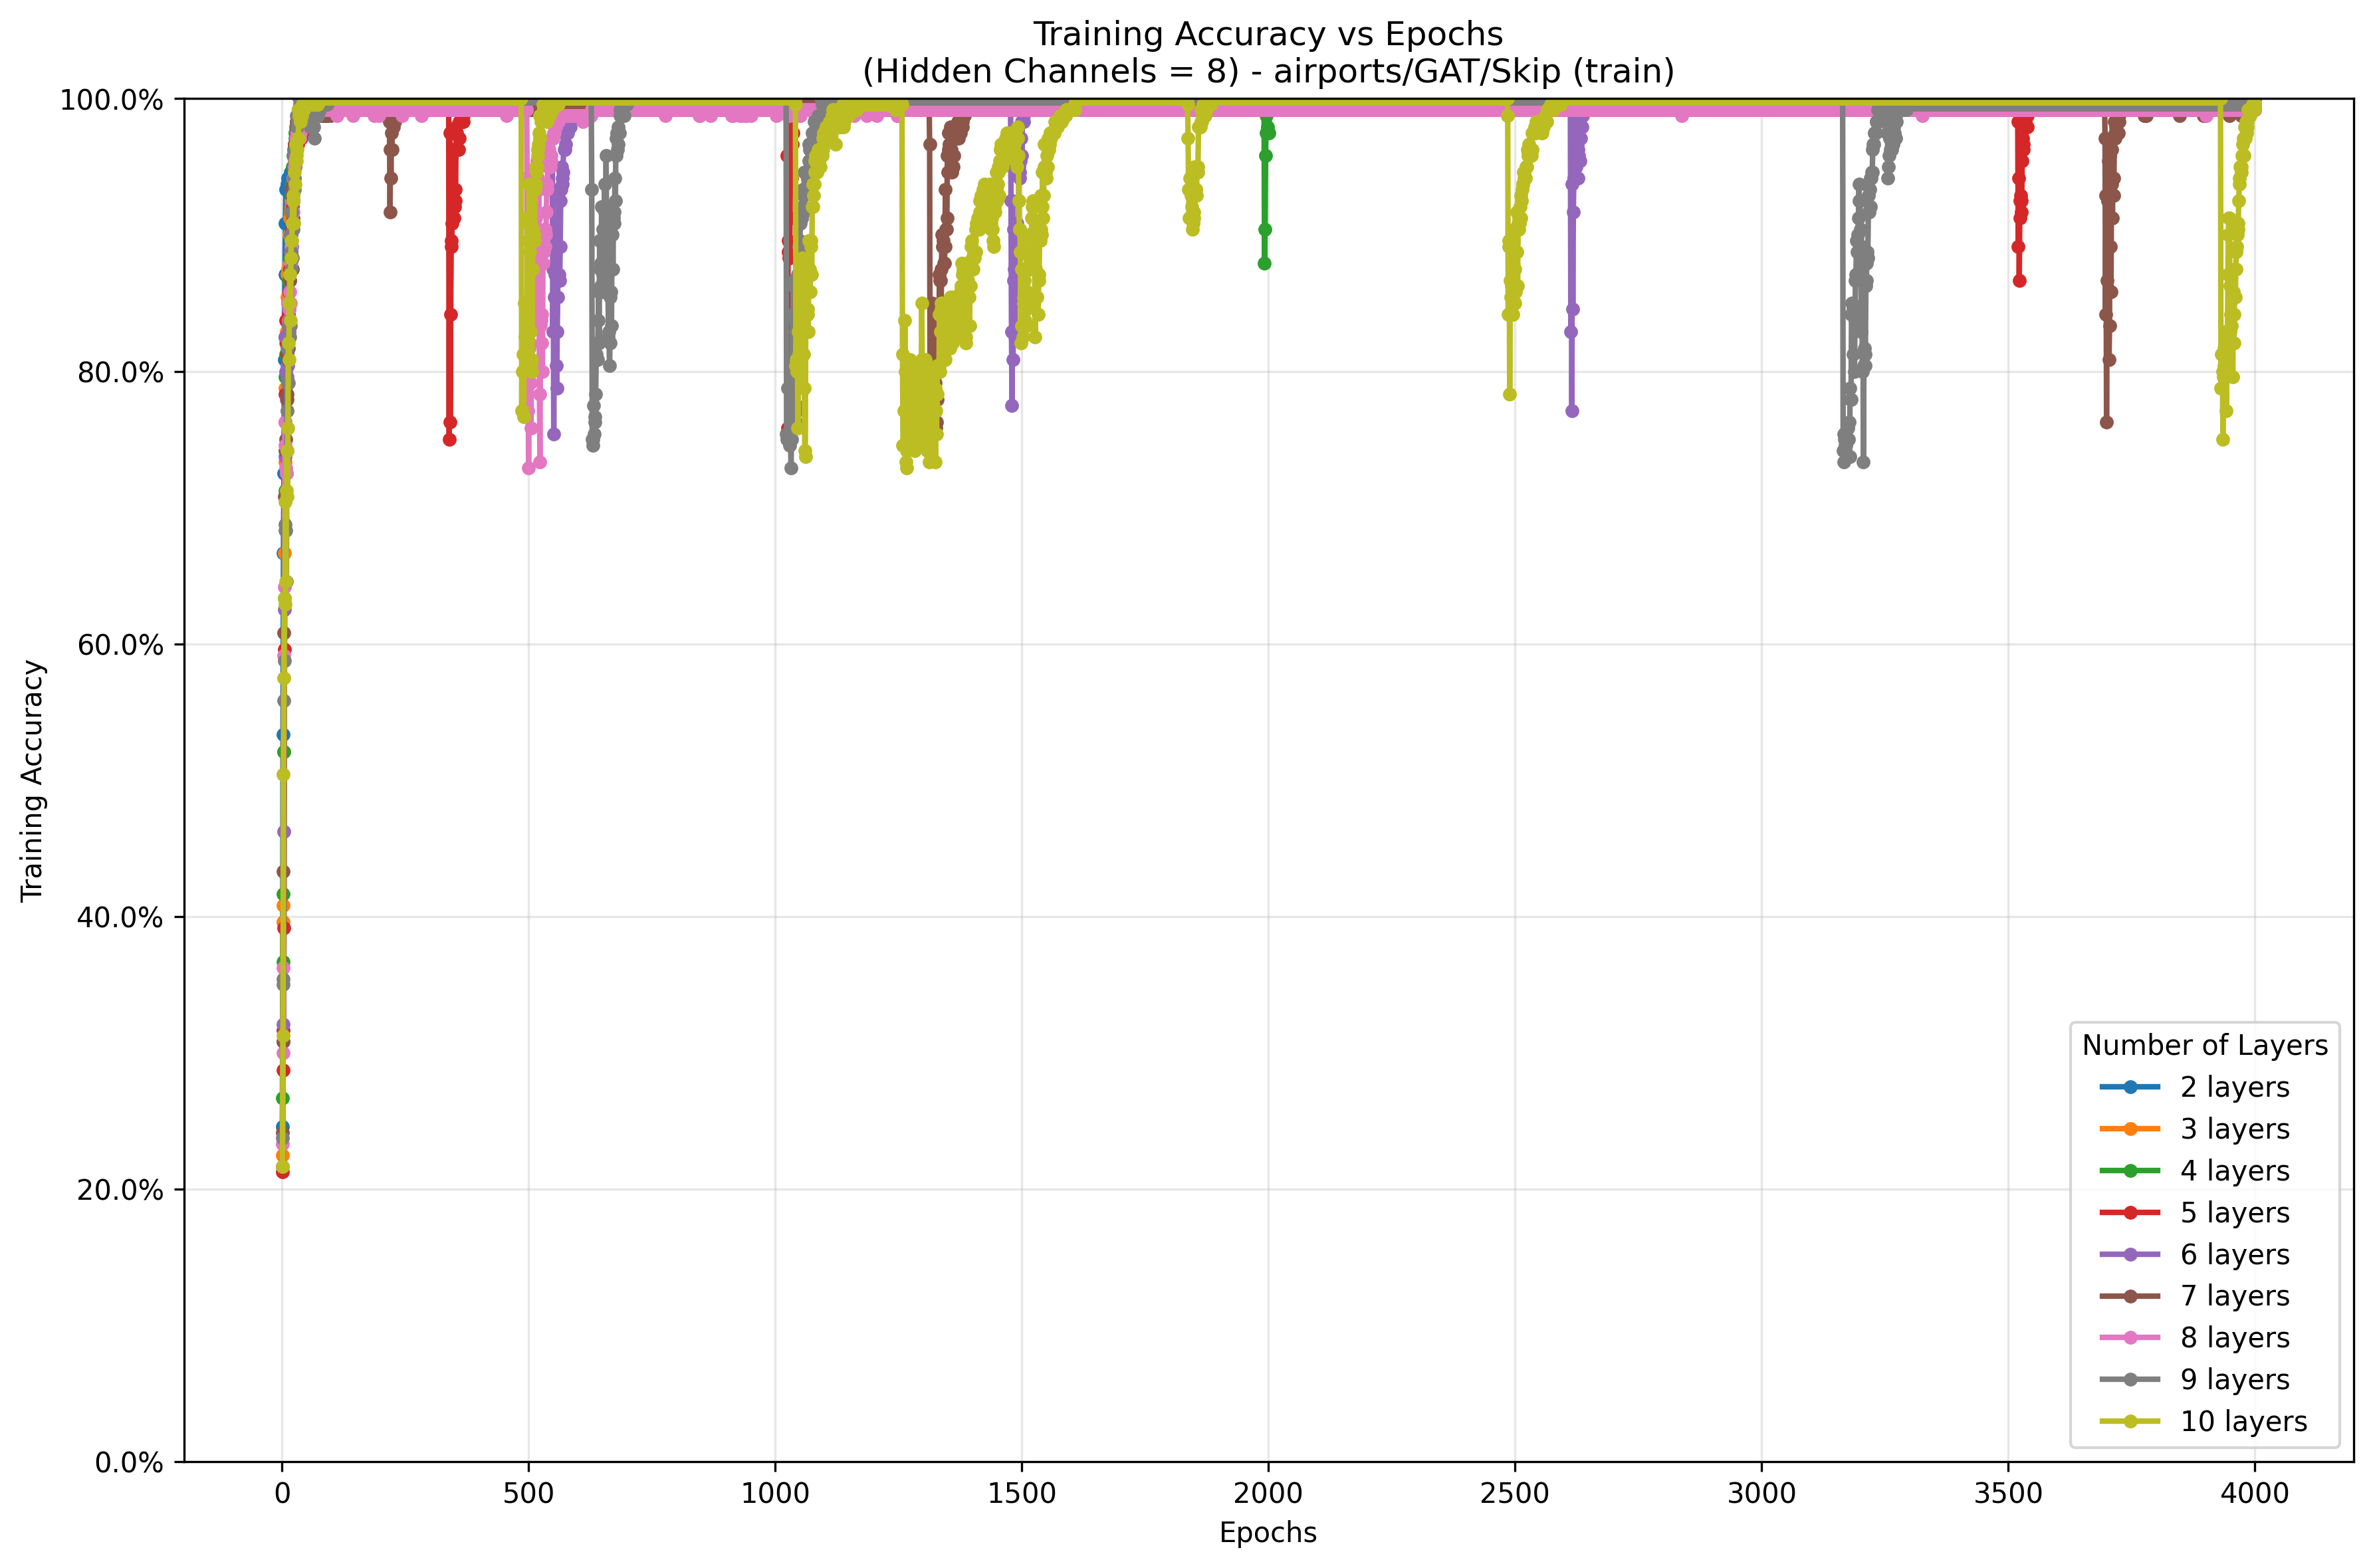 Training Accuracy vs Epochs
(Hidden Channels = 8) - airports/GAT/Skip (train)
Training Accuracy
100.0%
80.0%
60.0%
40.0%
20.0%
0.0%
0 500 1000 1500 2000 2500 3000 3500 4000
Epochs
Number of Layers
2 layers
3 layers
4 layers
5 layers
6 layers
7 layers
8 layers
9 layers
10 layers